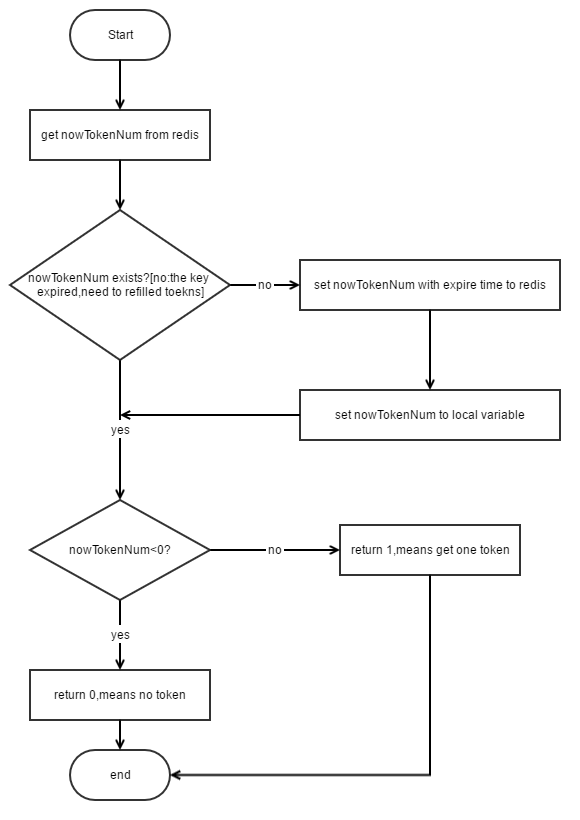 Start
get nowTokenNum from redis
nowTokenNum exists?[no:the key
expired,need to refilled toekns]
no
set nowTokenNum with expire time to redis
set nowTokenNum to local variable
yes
nowTokenNum<0?
no
return 1,means get one token
yes
return 0,means no token
end